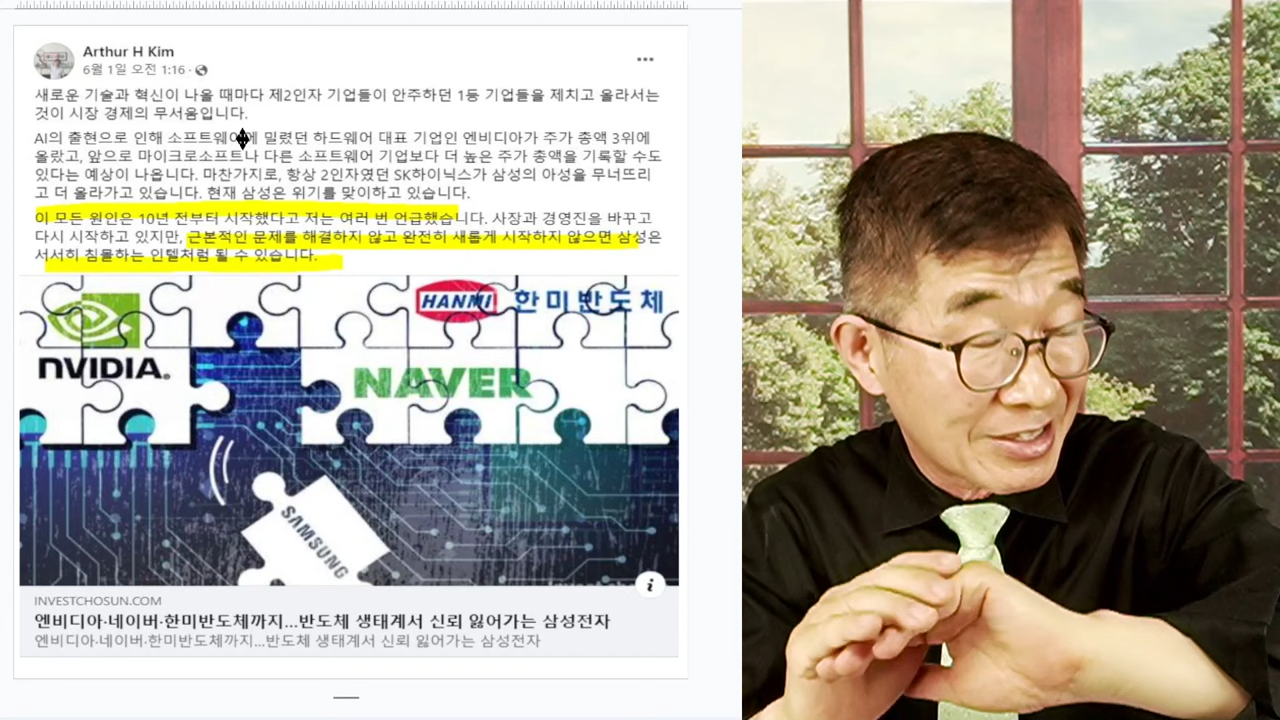 Arthur H Kim
6월 1일 오전 1:16 ·
새로운 기술과 혁신이 나올 때마다 제2인자 기업들이 안주하던 1등 기업들을 제치고 올라서는
것이 시장 경제의 무서움입니다.
AI의 출현으로 인해 소프트웨어에 밀렸던 하드웨어 대표 기업인 엔비디아가 주가 총액 3위에
올랐고, 앞으로 마이크로소프트나 다른 소프트웨어 기업보다 더 높은 주가 총액을 기록할 수도
있다는 예상이 나옵니다. 마찬가지로, 항상 2인자였던 SK하이닉스가 삼성의 아성을 무너뜨리
고 더 올라가고 있습니다. 현재 삼성은 위기를 맞이하고 있습니다.
이 모든 원인은 10년 전부터 시작했다고 저는 여러 번 언급했습니다. 사장과 경영진을 바꾸고
다시 시작하고 있지만, 근본적인 문제를 해결하지 않고 완전히 새롭게 시작하지 않으면 삼성은
서서히 침몰하는 인텔처럼 될 수 있습니다.
HANMI 한미반도체
NVIDIA.
NAVER
SAMSUNG
INVESTCHOSUN.COM
엔비디아·네이버·한미반도체까지...반도체 생태계서 신뢰 잃어가는 삼성전자
엔비디아·네이버·한미반도체까지...반도체 생태계서 신뢰 잃어가는 삼성전자